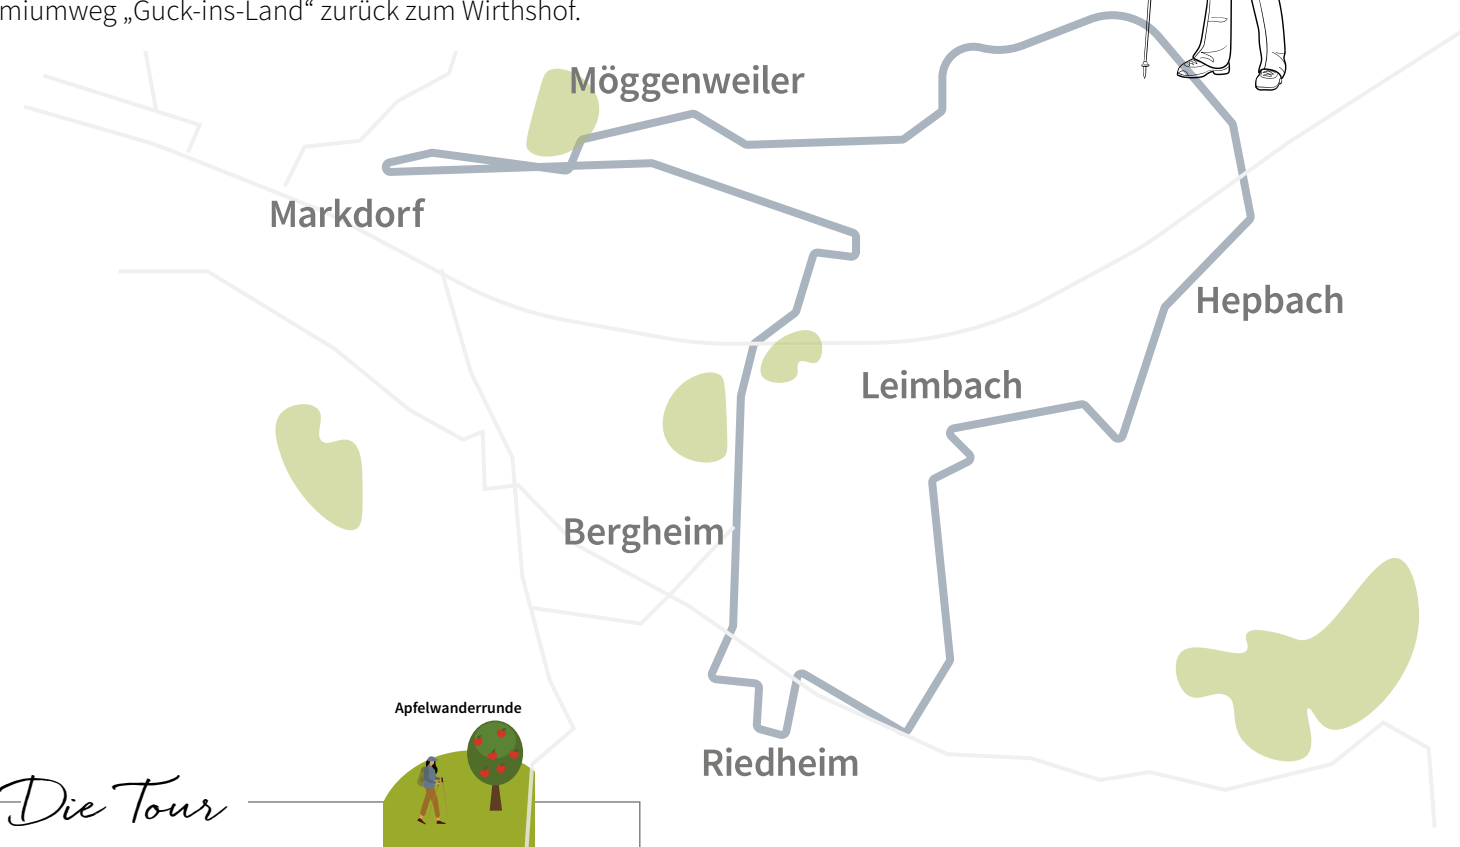 miumweg „Guck-ins-Land“ zurück zum Wirthshof.
Möggenweiler
Markdorf
Hepbach
Leimbach
Bergheim
Riedheim
Apfelwanderrunde
Die Tour